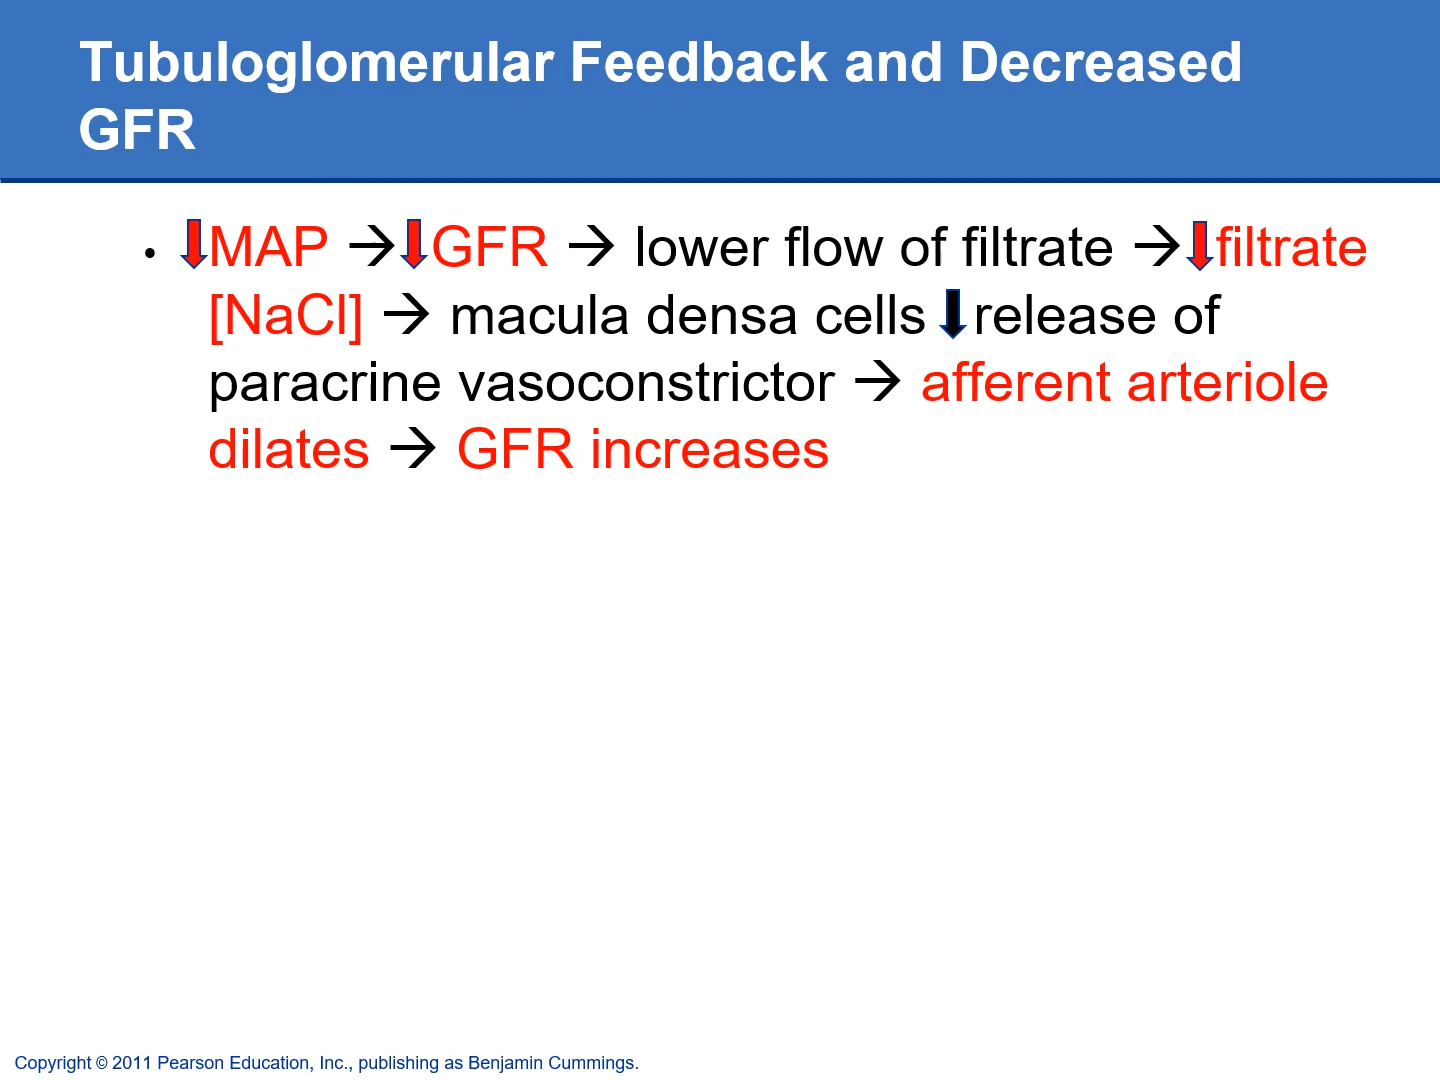 Tubuloglomerular Feedback and Decreased
GFR
• ⬇MAP →⬇GFR → lower flow of filtrate →⬇filtrate
[NaCl] → macula densa cells ⬇release of
paracrine vasoconstrictor → afferent arteriole
dilates → GFR increases
Copyright © 2011 Pearson Education, Inc., publishing as Benjamin Cummings.